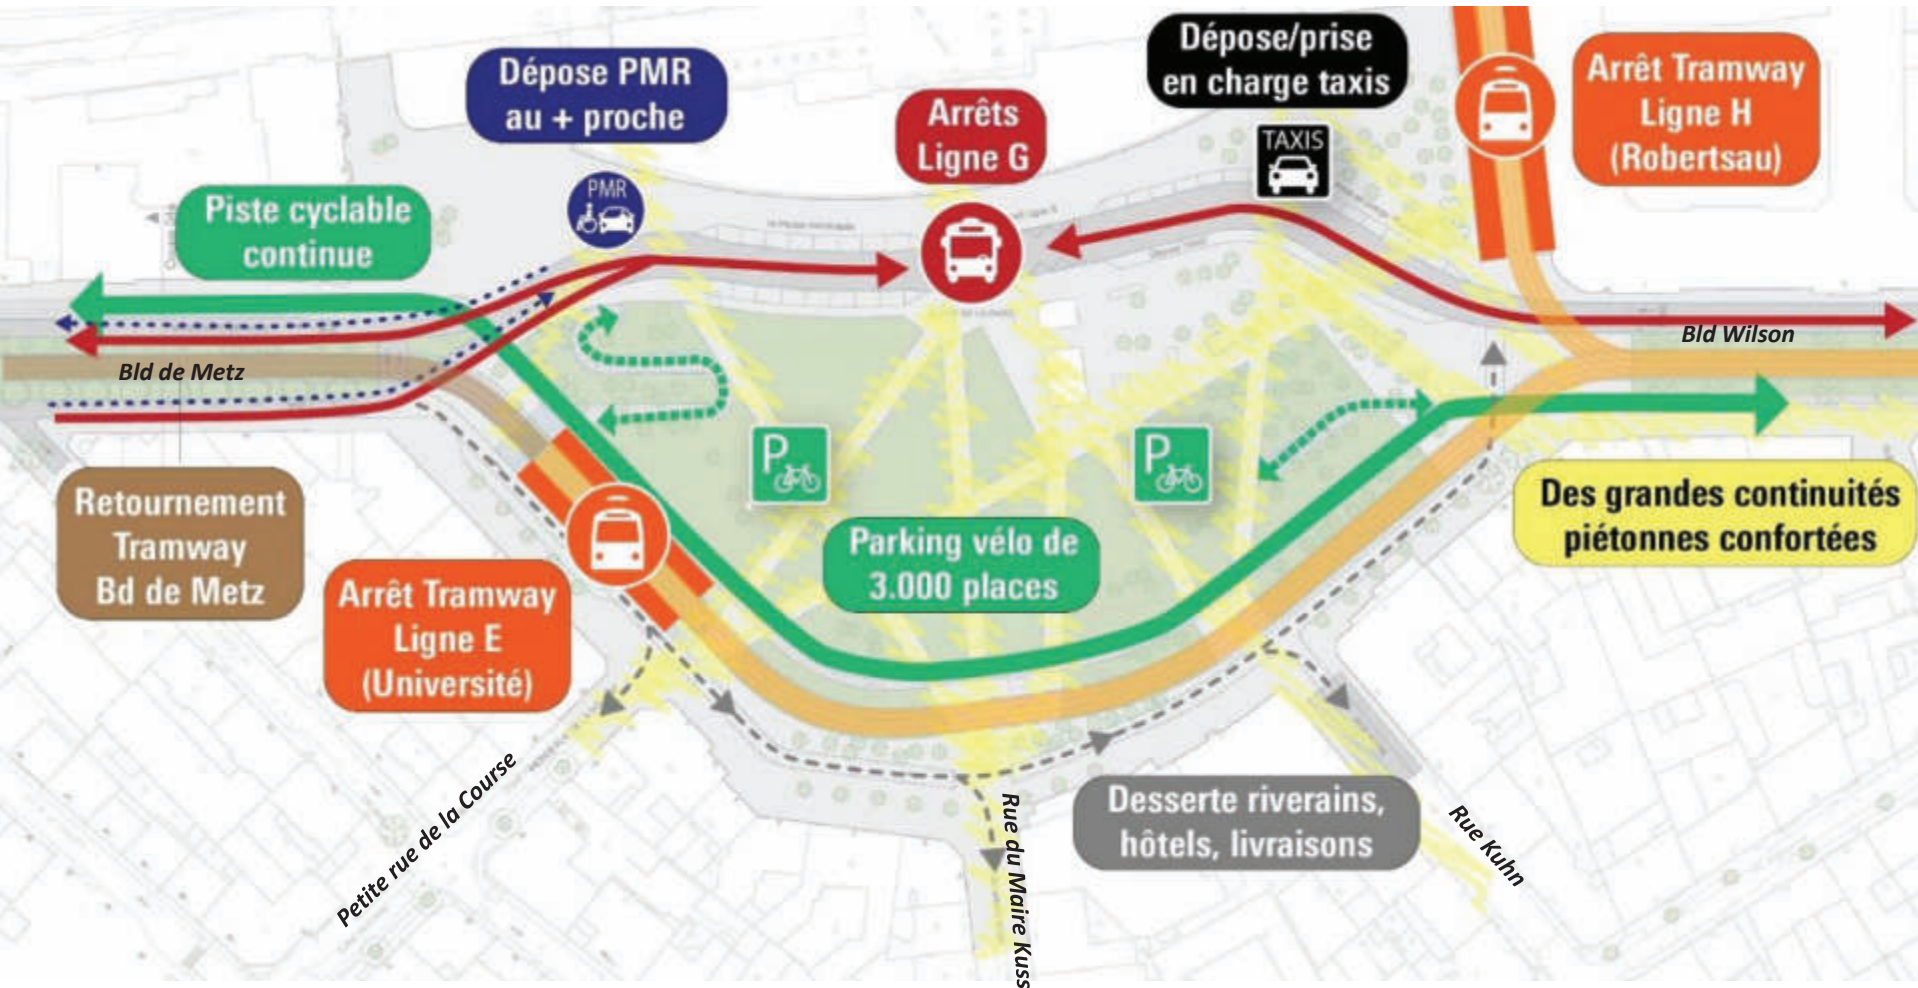 Dépose/prise
en charge taxis
Dépose PMR
au + proche
Arrêt Tramway
Ligne H
(Robertsau)
Arrêts
Ligne G
TAXIS
PMR
Piste cyclable
continue
Bld Wilson
Bld de Metz
P
P
Retournement
Tramway
Bd de Metz
Des grandes continuités
piétonnes confortées
Parking vélo de
3.000 places
Arrêt Tramway
Ligne E
(Université)
Petite rue de la Course
Desserte riverains,
hôtels, livraisons
Rue du Maire Kuss
Rue Kuhn